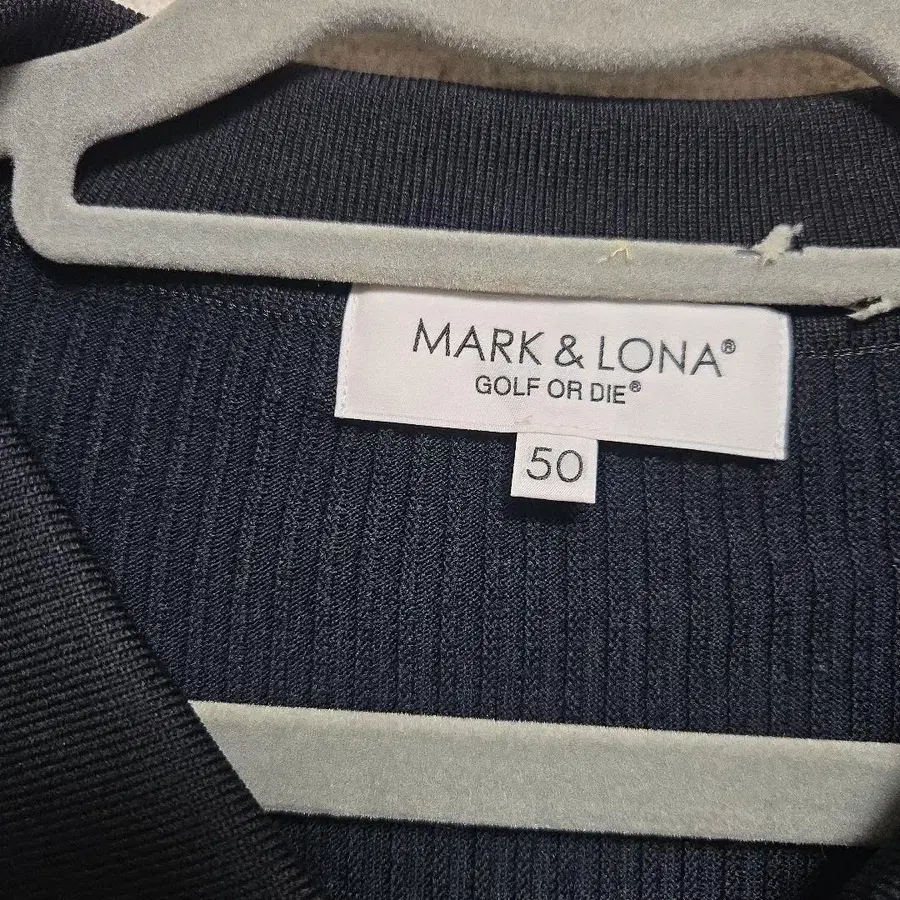 MARK & LONA®
GOLF OR DIE®
50